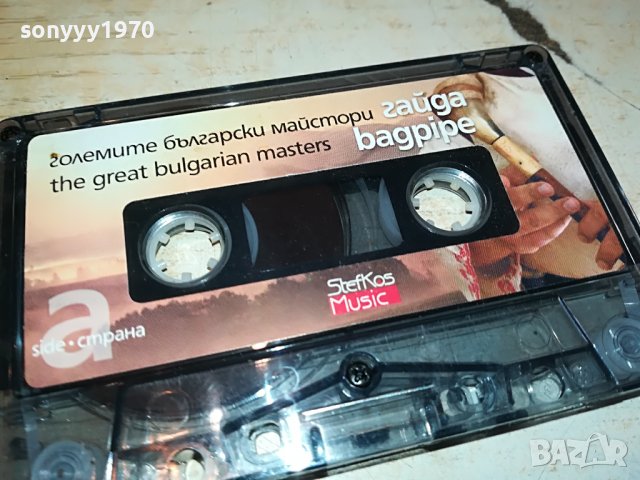 sonyyy1970
големите български майстори гайда
the great bulgarian masters bagpipe
StefKos
Music
a
side • страна
BAZAR